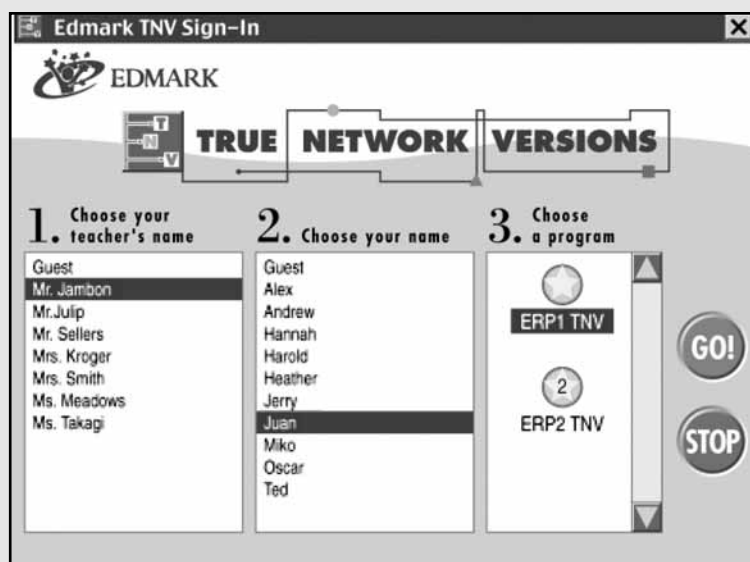 Edmark TNV Sign-In
EDMARK
T
N
V
TRUE NETWORK VERSIONS
1. Choose your
teacher's name
Guest
Mr. Jambon
Mr.Julip
Mr. Sellers
Mrs. Kroger
Mrs. Smith
Ms. Meadows
Ms. Takagi
2. Choose your name
Guest
Alex
Andrew
Hannah
Harold
Heather
Jerry
Juan
Miko
Oscar
Ted
3. Choose
a program
ERP1 TNV
2
ERP2 TNV
GO!
STOP